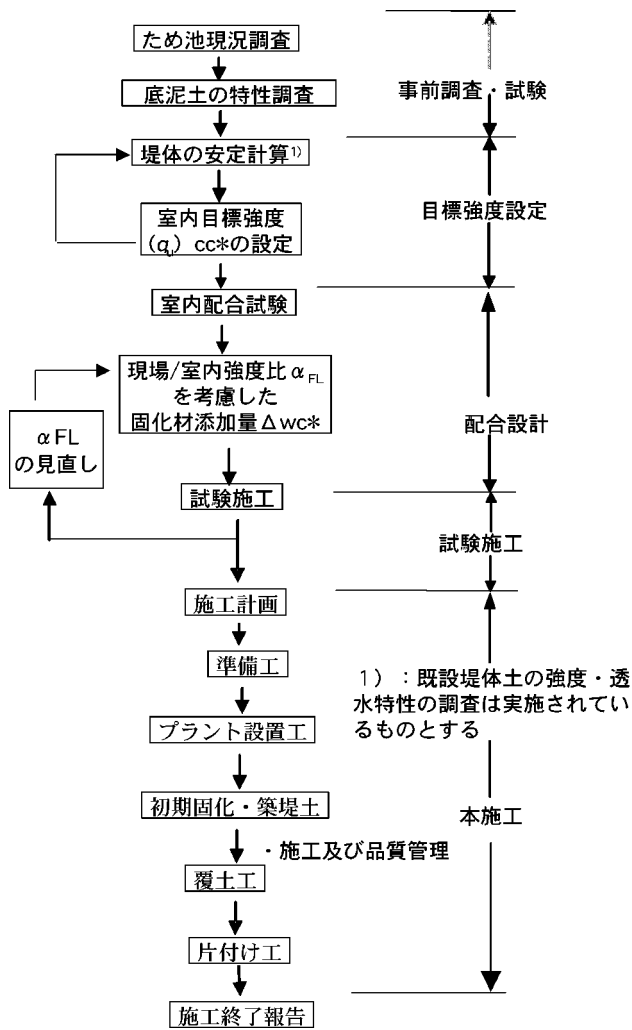 ため池現況調査
底泥土の特性調査
事前調査・試験
堤体の安定計算1)
室内目標強度
(qu) cc*の設定
目標強度設定
室内配合試験
現場/室内強度比αFL
を考慮した
固化材添加量Δwc*
αFL
の見直し
配合設計
試験施工
試験施工
施工計画
準備工
1):既設堤体土の強度・透
水特性の調査は実施されてい
るものとする
プラント設置工
初期固化・築堤土
本施工
・施工及び品質管理
覆土工
片付け工
施工終了報告